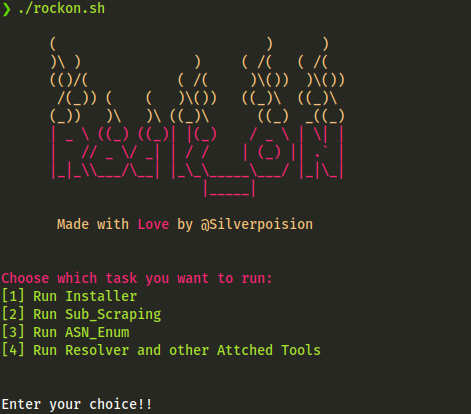 ❯ ./rockon.sh
(                          )      )
)\ )              )     ( /(   ( /(
(()/(           ( /(     )\())  )\())
/(_)) (    (   )\())   ((_)\  ((_)\
(_))   )\   )\ ((_)\      ((_)  _((_)
| _ \ ((_) ((_)| |(_)    / _ \ | \| |
|   // _ \/ _| | / /    | (_) || .` |
|_|_\\___/\__| |_\_\_____\___/ |_|\_|
|_____|
Made with Love by @Silverpoision
Choose which task you want to run:
[1] Run Installer
[2] Run Sub_Scraping
[3] Run ASN_Enum
[4] Run Resolver and other Attched Tools
Enter your choice!!